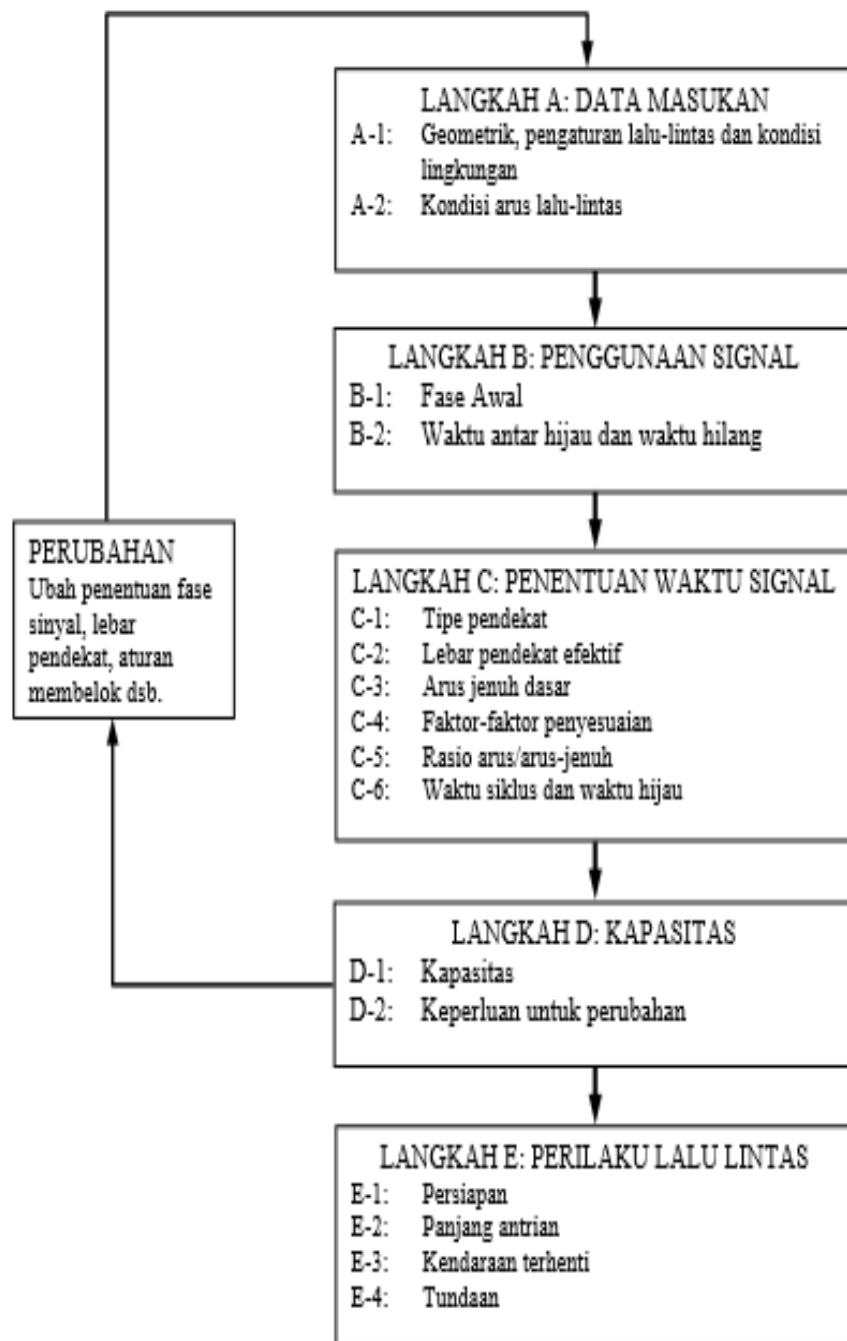 LANGKAH A: DATA MASUKAN
A-1: Geometrik, pengaturan lalu-lintas dan kondisi
lingkungan
A-2: Kondisi arus lalu-lintas
LANGKAH B: PENGGUNAAN SIGNAL
B-1: Fase Awal
B-2: Waktu antar hijau dan waktu hilang
PERUBAHAN
Ubah penentuan fase
sinyal, lebar
pendekat, aturan
membelok dsb.
LANGKAH C: PENENTUAN WAKTU SIGNAL
C-1: Tipe pendekat
C-2: Lebar pendekat efektif
C-3: Arus jenuh dasar
C-4: Faktor-faktor penyesuaian
C-5: Rasio arus/arus-jenuh
C-6: Waktu siklus dan waktu hijau
LANGKAH D: KAPASITAS
D-1: Kapasitas
D-2: Keperluan untuk perubahan
LANGKAH E: PERILAKU LALU LINTAS
E-1: Persiapan
E-2: Panjang antrian
E-3: Kendaraan terhenti
E-4: Tundaan